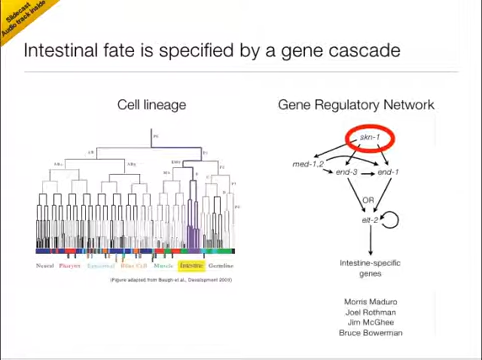 Slidecast
Audio track inside
Intestinal fate is specified by a gene cascade
Cell lineage
Gene Regulatory Network
skn-1
med-1,2
end-3
end-1
OR
elt-2
Intestine-specific
genes
Neural Pharynx Muscle Intestine Germline
(Figure adapted from Baugh et al., Development 2003)
Morris Maduro
Joel Rothman
Jim McGhee
Bruce Bowerman